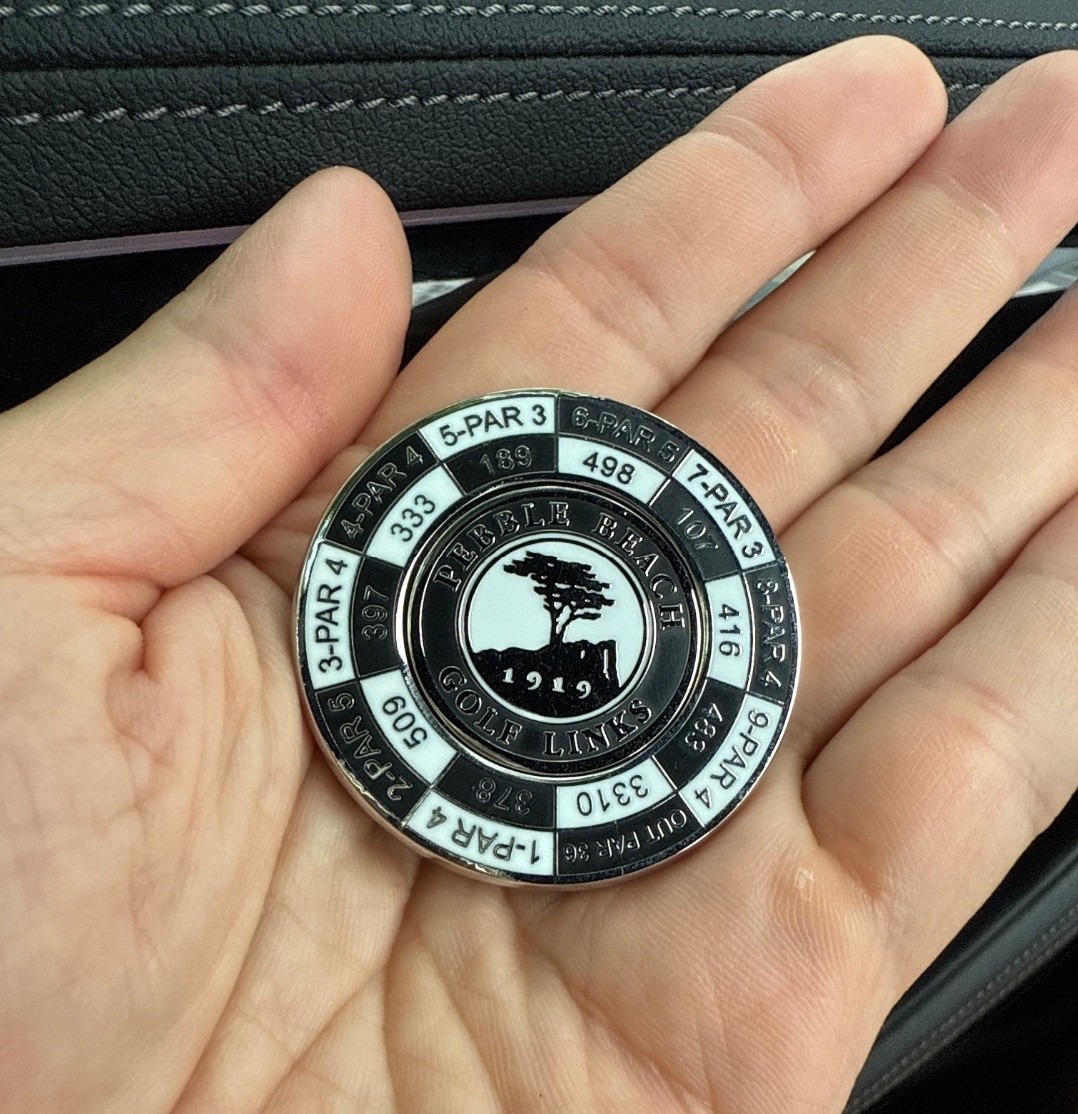 PEBBLE BEACH
1919
GOLF LINKS
1-PAR 4
378
2-PAR 5
509
3-PAR 4
397
4-PAR 4
333
5-PAR 3
189
6-PAR 5
498
7-PAR 3
107
8-PAR 4
416
9-PAR 4
483
OUT PAR 36
3310